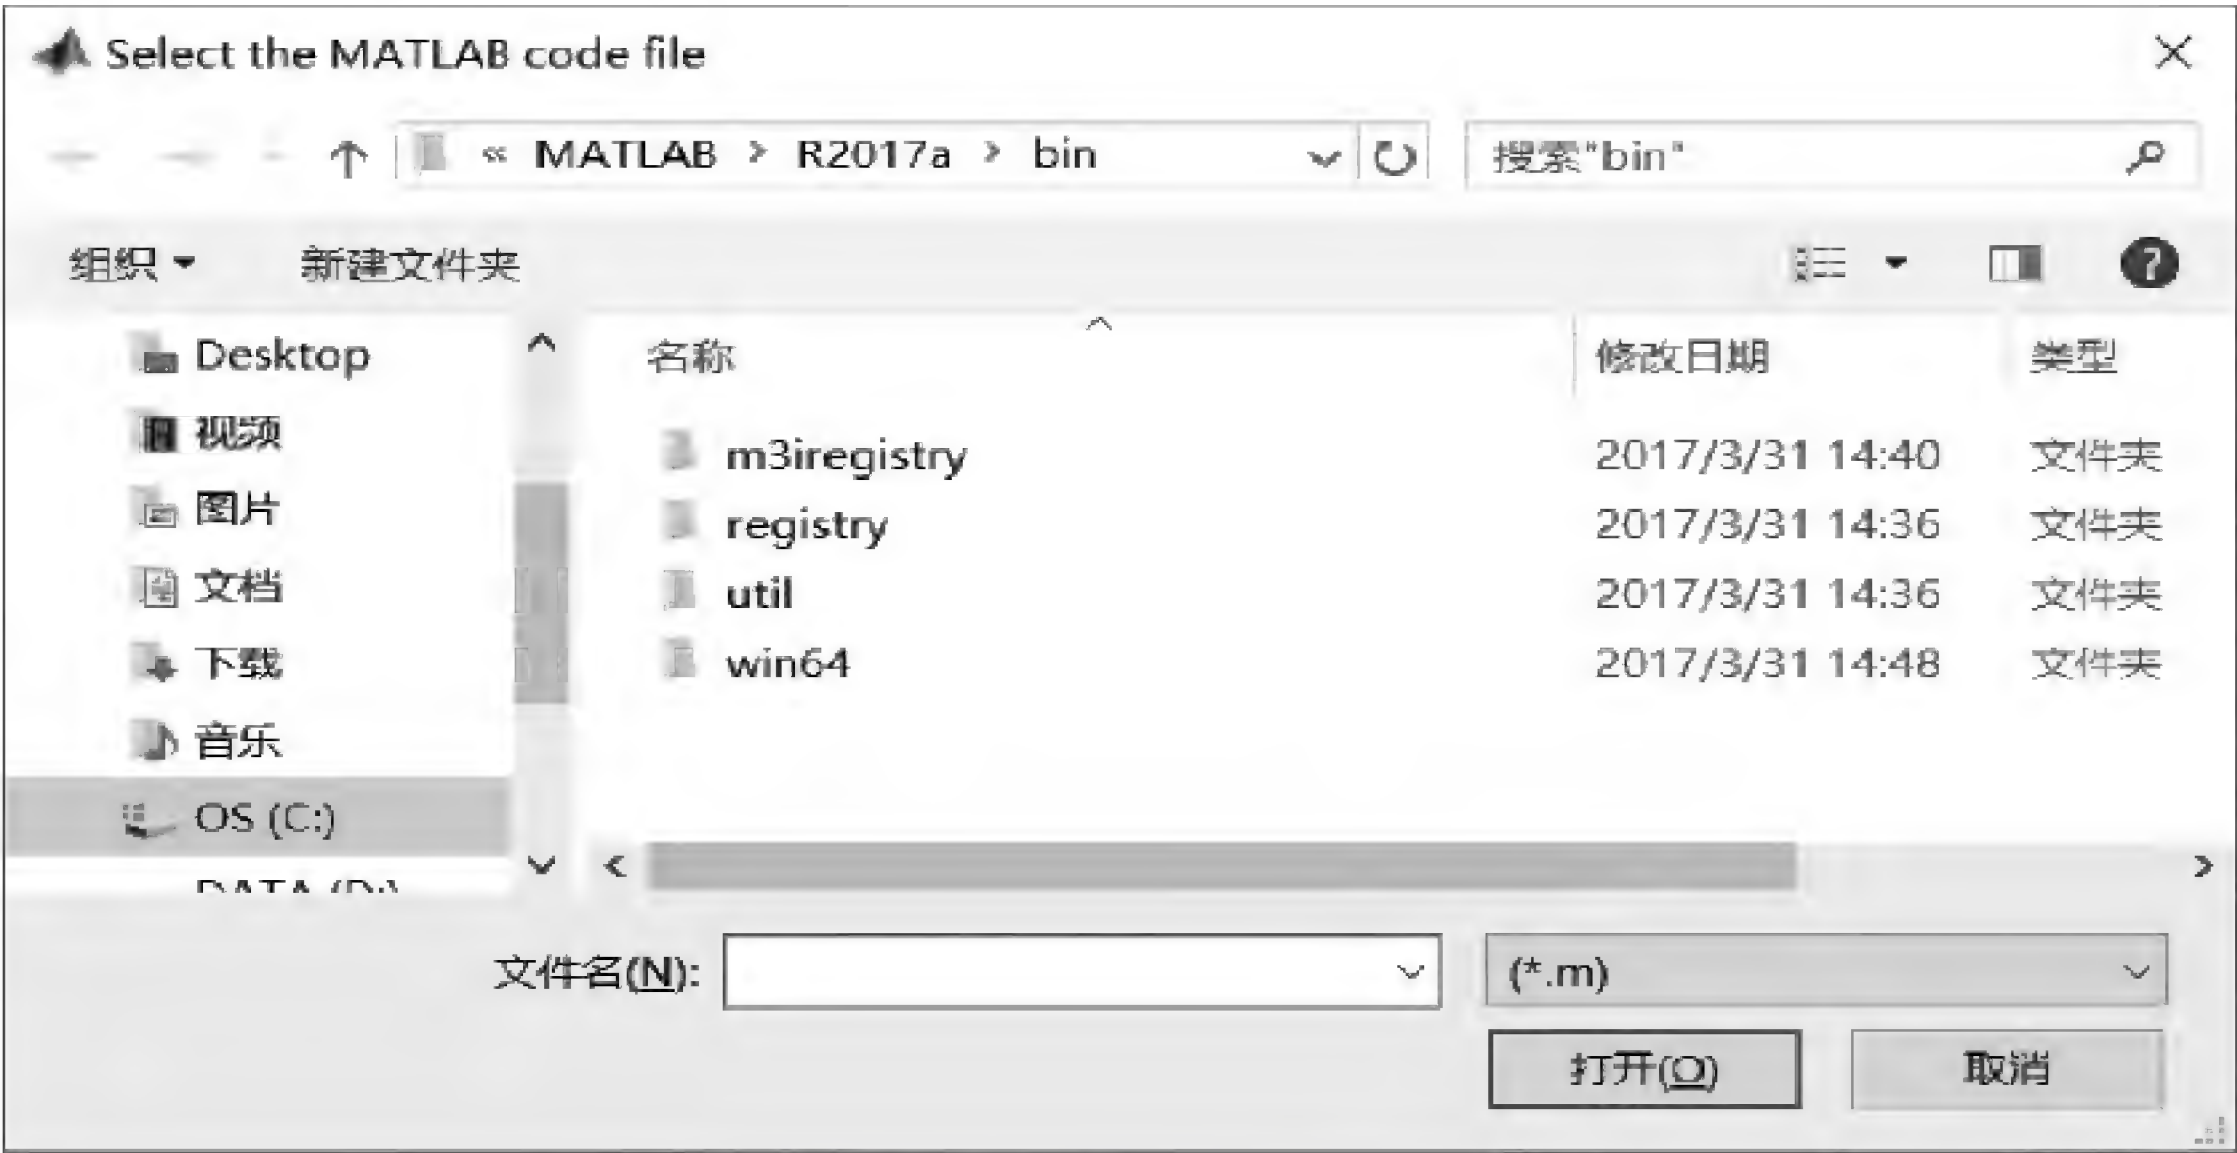 Select the MATLAB code file
« MATLAB > R2017a > bin
搜索"bin"
组织 新建文件夹
名称 修改日期 类型
Desktop
视频
图片
文档
下载
音乐
OS (C:)
DATA (D:)
m3iregistry 2017/3/31 14:40 文件夹
registry 2017/3/31 14:36 文件夹
util 2017/3/31 14:36 文件夹
win64 2017/3/31 14:48 文件夹
文件名(N): (*.m)
打开(O) 取消